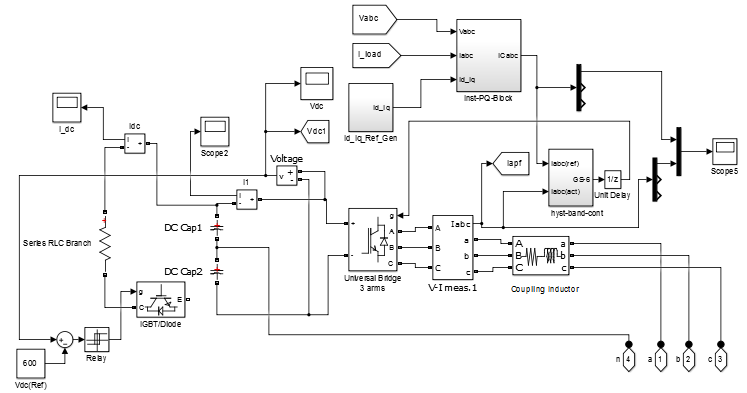 Vabc
I_load
Vabc
Iabc
Id_Iq
ICabc
Inst-PQ-Block
Id_Iq
Id_Iq_Ref_Gen
Vdc
I_dc
Idc
i
+
-
Scope2
Vdc1
Voltage
v
+
-
I1
i
+
-
Iapf
Iabc(ref)
Iabc(act)
GS-6
hyst-band-cont
1/Z
Unit Delay
Scope5
Series RLC Branch
+
DC Cap1
DC Cap2
g
+
-
A
B
C
Universal Bridge
3 arms
Iabc
A
B
C
a
b
c
V-I meas.1
A
B
C
a
b
c
Coupling Inductor
g
C
E
IGBT/Diode
+
-
Relay
600
Vdc(Ref)
n 4
a 1
b 2
c 3